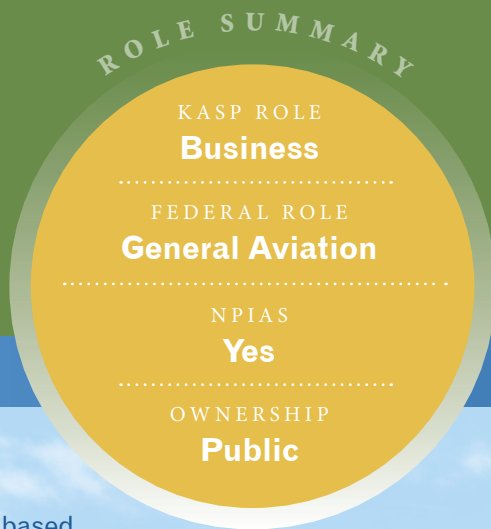 ROLE SUMMARY
KASP ROLE
Business
FEDERAL ROLE
General Aviation
NPIAS
Yes
OWNERSHIP
Public
based